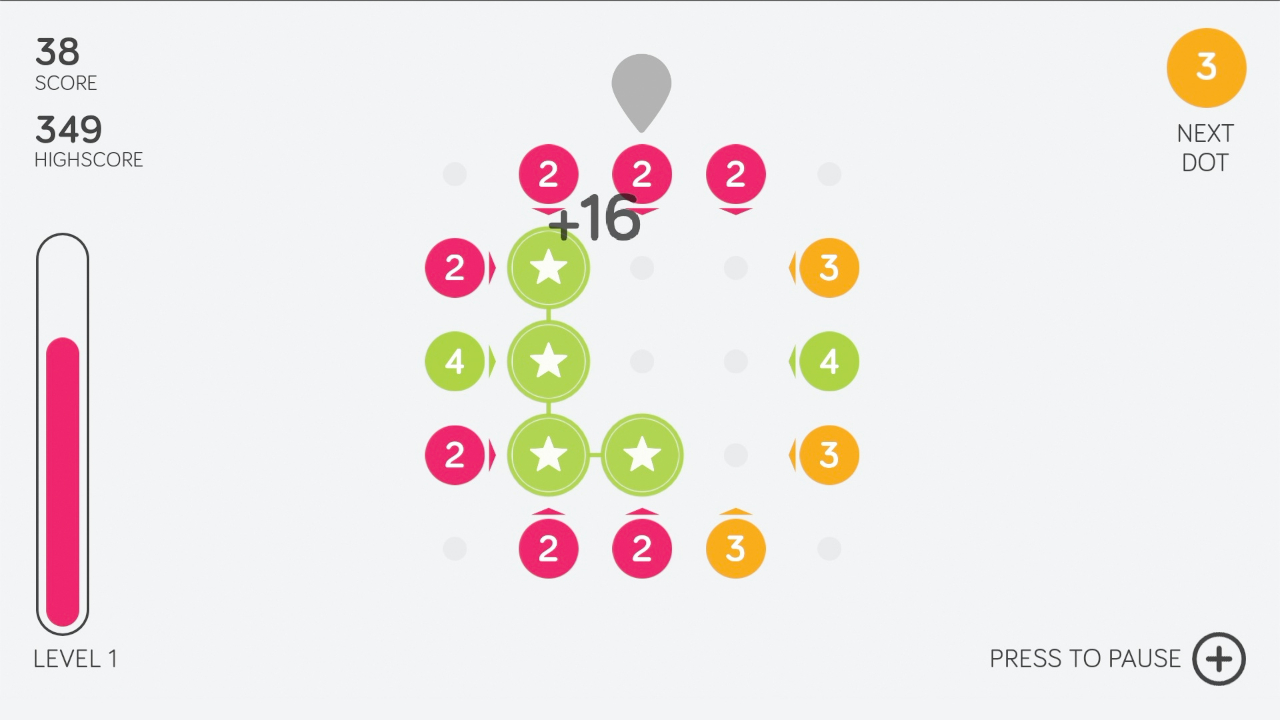 38
SCORE
349
HIGHSCORE
3
NEXT
DOT
2 2 2
+16
2 3
4 4
2 3
2 2 3
LEVEL 1
PRESS TO PAUSE